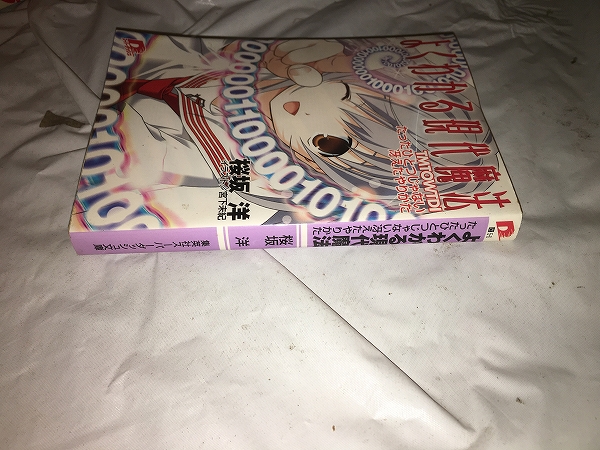 よくわかる現代魔法
TMTOWTDI
たったひとつじゃない
冴えたやりかた
桜坂 洋
イラスト/宮下未紀
0000011000000101
よくわかる現代魔法
たったひとつじゃない冴えたやりかた
桜坂 洋
集英社スーパーダッシュ文庫